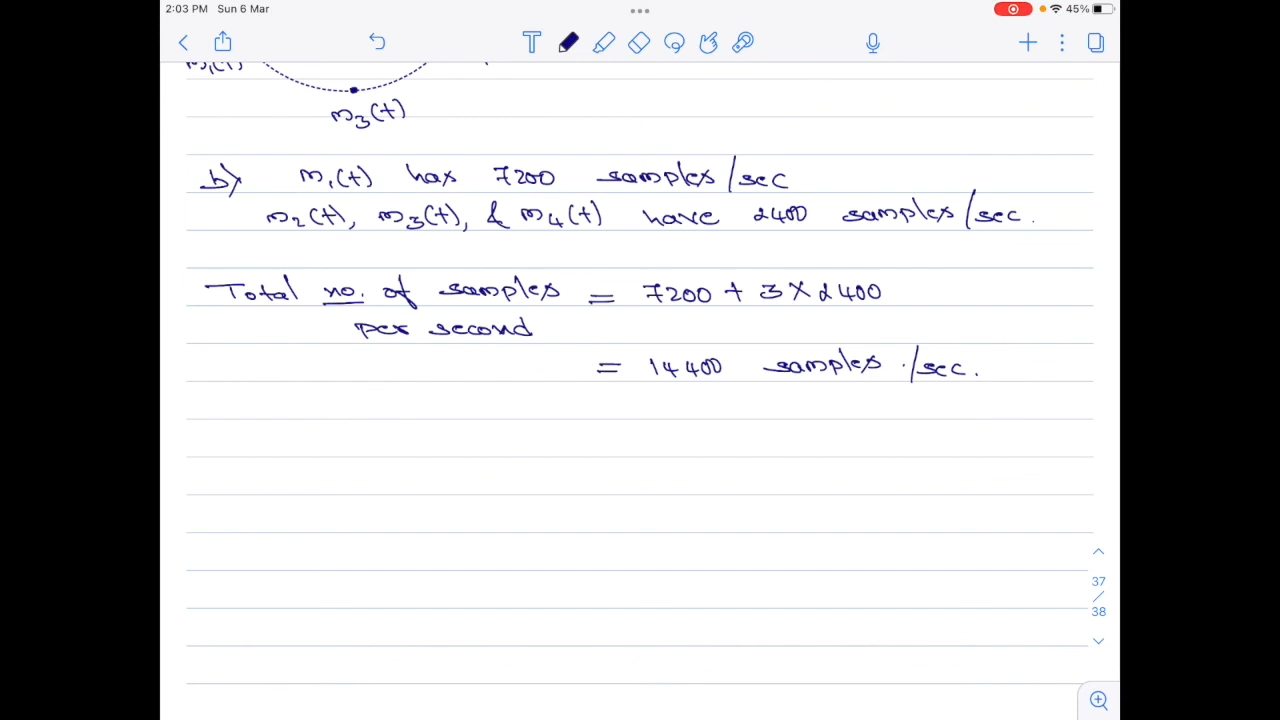 2:03 PM Sun 6 Mar
45%
m₁(t)
m₃(t)
b) m₁(t) has 7200 samples/sec
m₂(t), m₃(t), & m₄(t) have 2400 samples/sec.
Total no. of samples = 7200 + 3 × 2400
per second
= 14400 samples ·/sec.
37
/
38